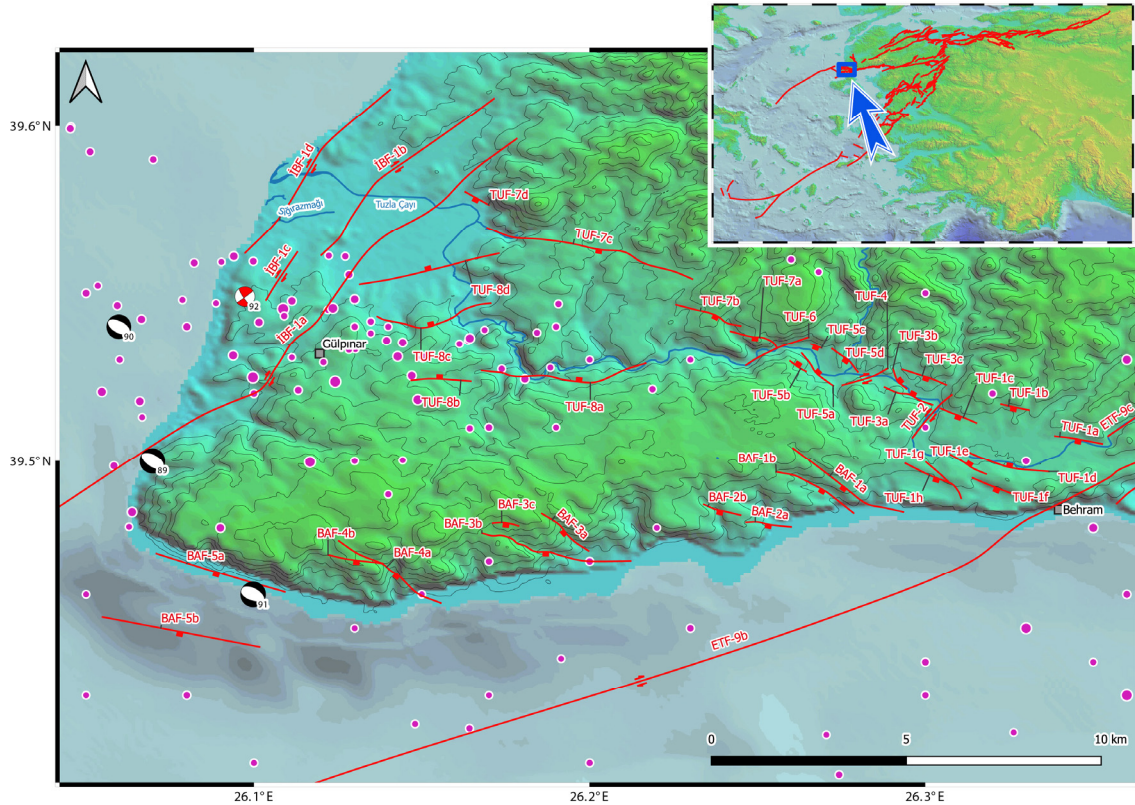 39.6°N
39.5°N
26.1°E
26.2°E
26.3°E
İBF-1d
İBF-1b
Sığırazmağı
Tuzla Çayı
TUF-7d
TUF-7c
İBF-1c
TUF-8d
TUF-7a
TUF-7b
TUF-4
TUF-6
TUF-5c
TUF-3b
92
90
İBF-1a
Gülpınar
TUF-8c
TUF-5d
TUF-3c
TUF-1c
TUF-1b
TUF-8b
TUF-8a
TUF-5b
TUF-5a
TUF-3a
TUF-2
ETF-9c
TUF-1a
89
BAF-1b
TUF-1g
TUF-1e
BAF-1a
TUF-1d
TUF-1h
TUF-1f
BAF-3c
BAF-2b
BAF-2a
Behram
BAF-3b
BAF-3a
BAF-4b
BAF-4a
BAF-5a
91
BAF-5b
ETF-9b
0
5
10 km